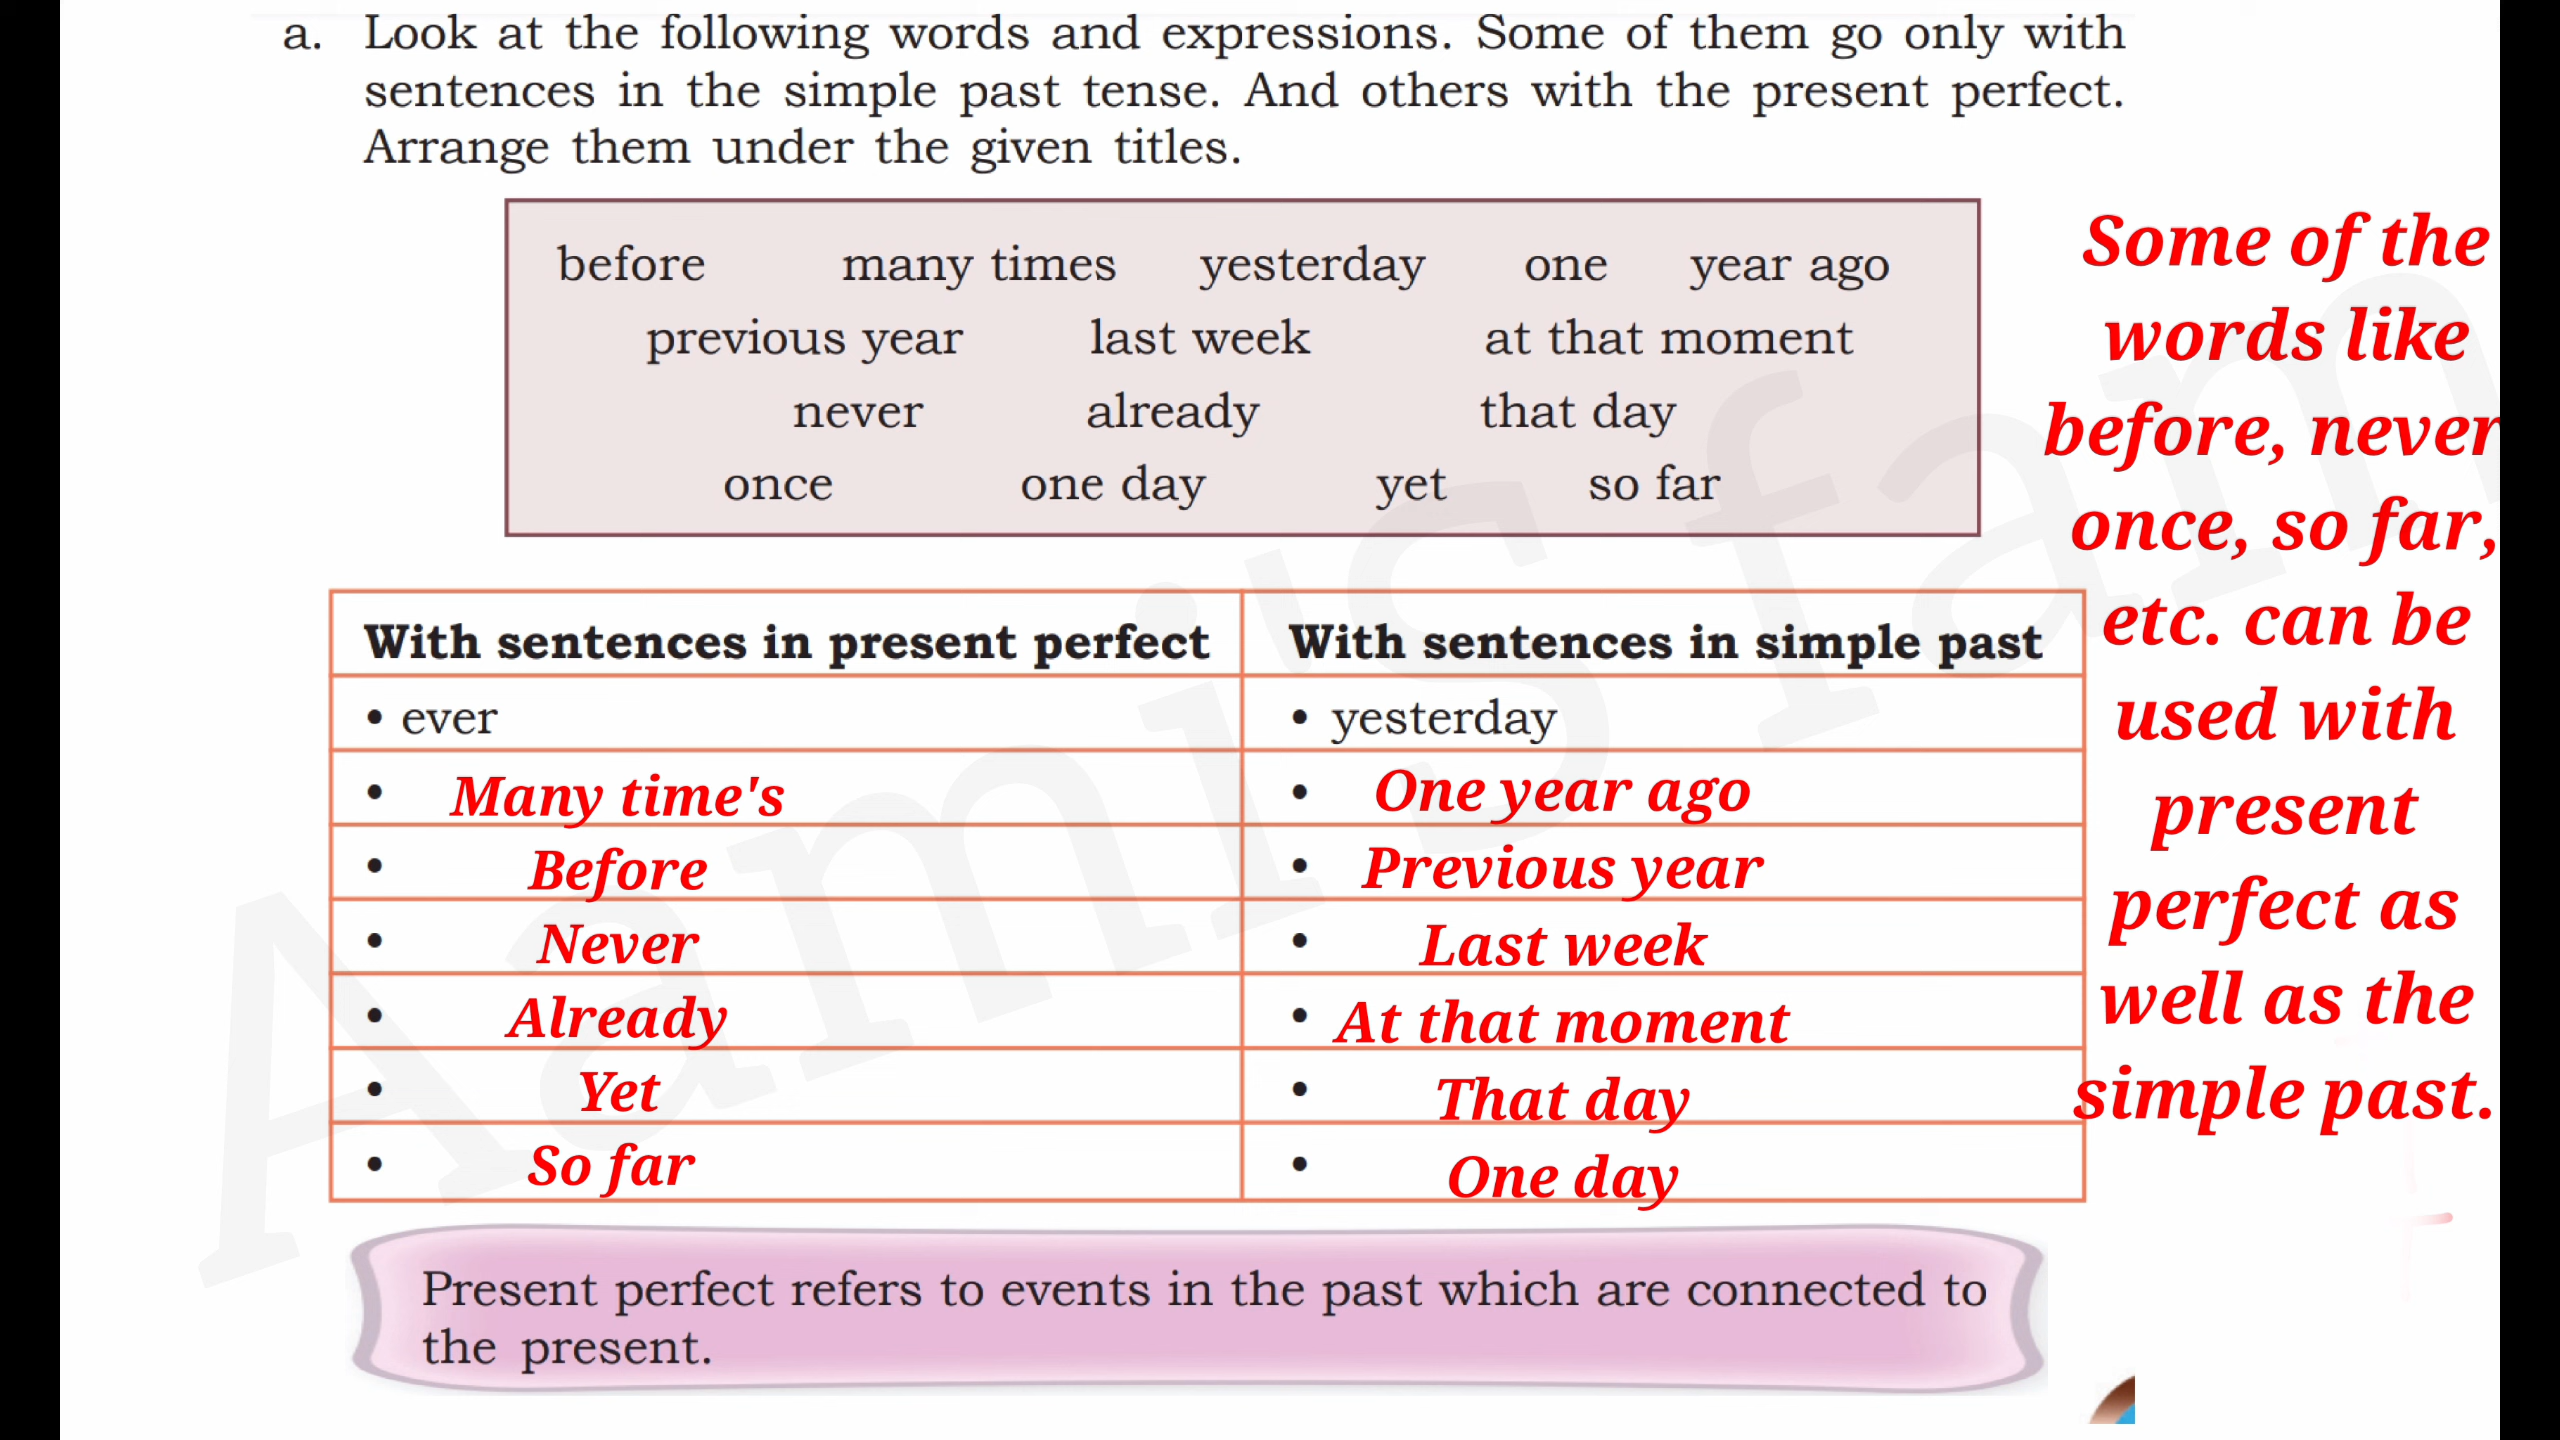 a. Look at the following words and expressions. Some of them go only with
sentences in the simple past tense. And others with the present perfect.
Arrange them under the given titles.
before many times yesterday one year ago
previous year last week at that moment
never already that day
once one day yet so far
With sentences in present perfect With sentences in simple past
• ever • yesterday
• Many time's • One year ago
• Before • Previous year
• Never • Last week
• Already • At that moment
• Yet • That day
• So far • One day
Present perfect refers to events in the past which are connected to
the present.
Some of the
words like
before, never
once, so far,
etc. can be
used with
present
perfect as
well as the
simple past.
Aami's fam